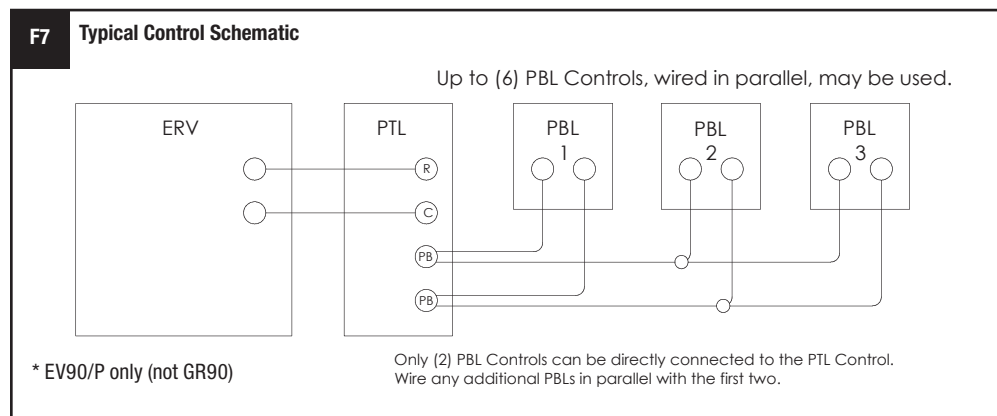 F7 Typical Control Schematic
Up to (6) PBL Controls, wired in parallel, may be used.
ERV
PTL
PBL
1
PBL
2
PBL
3
R
C
PB
PB
* EV90/P only (not GR90)
Only (2) PBL Controls can be directly connected to the PTL Control.
Wire any additional PBLs in parallel with the first two.